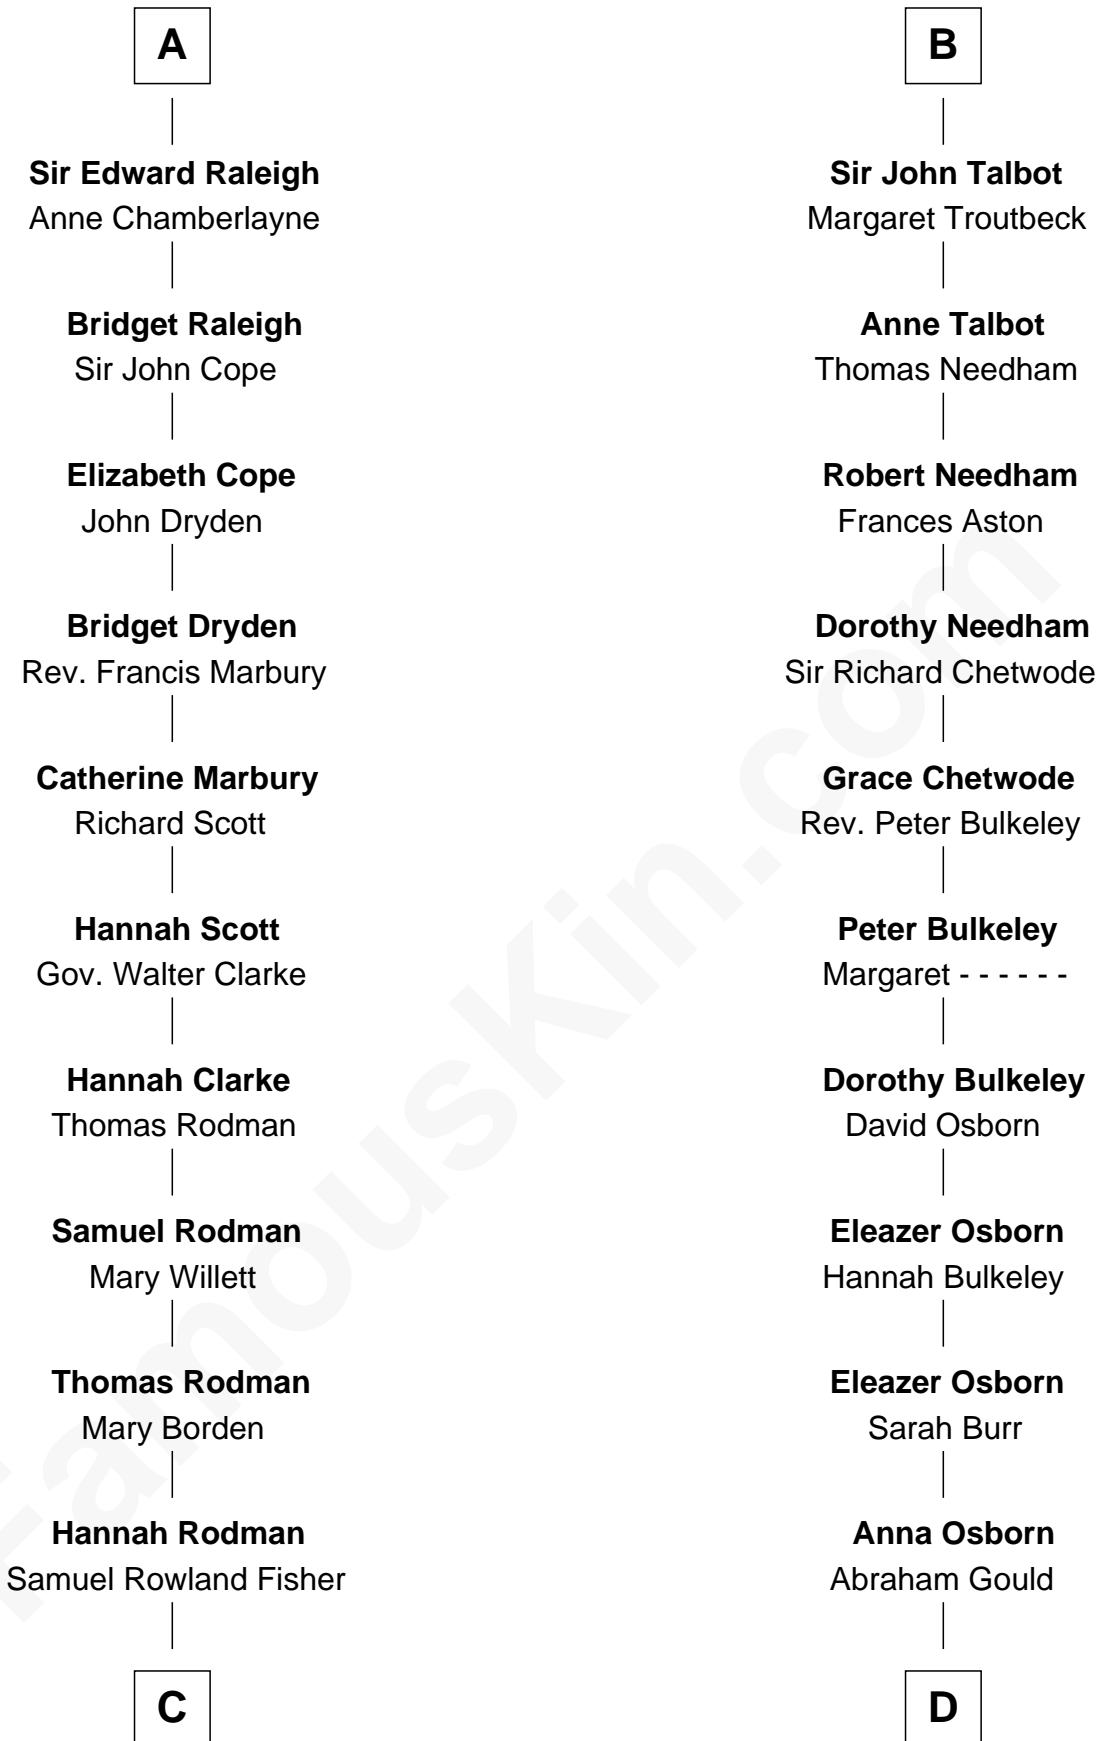 A
Sir Edward Raleigh
Anne Chamberlayne
Bridget Raleigh
Sir John Cope
Elizabeth Cope
John Dryden
Bridget Dryden
Rev. Francis Marbury
Catherine Marbury
Richard Scott
Hannah Scott
Gov. Walter Clarke
Hannah Clarke
Thomas Rodman
Samuel Rodman
Mary Willett
Thomas Rodman
Mary Borden
Hannah Rodman
Samuel Rowland Fisher
C
B
Sir John Talbot
Margaret Troutbeck
Anne Talbot
Thomas Needham
Robert Needham
Frances Aston
Dorothy Needham
Sir Richard Chetwode
Grace Chetwode
Rev. Peter Bulkeley
Peter Bulkeley
Margaret - - - - - -
Dorothy Bulkeley
David Osborn
Eleazer Osborn
Hannah Bulkeley
Eleazer Osborn
Sarah Burr
Anna Osborn
Abraham Gould
D
FamousKin.com